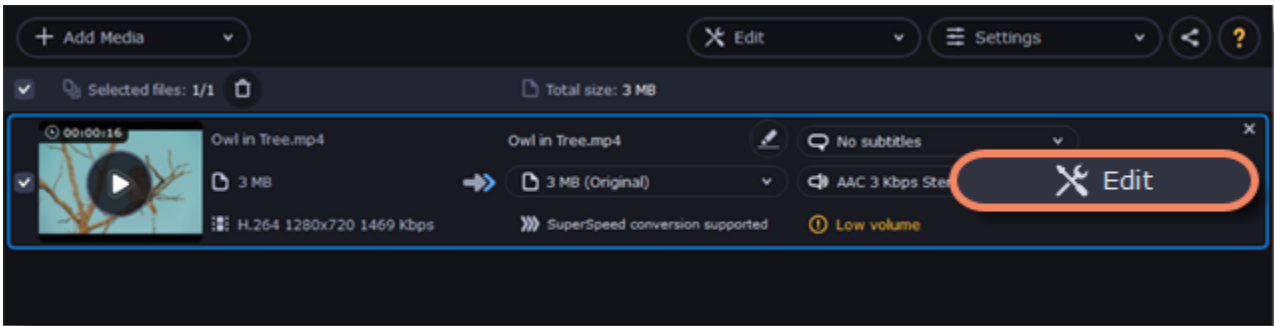 Add Media
Edit
Settings
?
Selected files: 1/1
Total size: 3 MB
00:00:16
Owl in Tree.mp4
Owl in Tree.mp4
No subtitles
3 MB
3 MB (Original)
AAC 3 Kbps Ster
Edit
H.264 1280x720 1469 Kbps
SuperSpeed conversion supported
Low volume